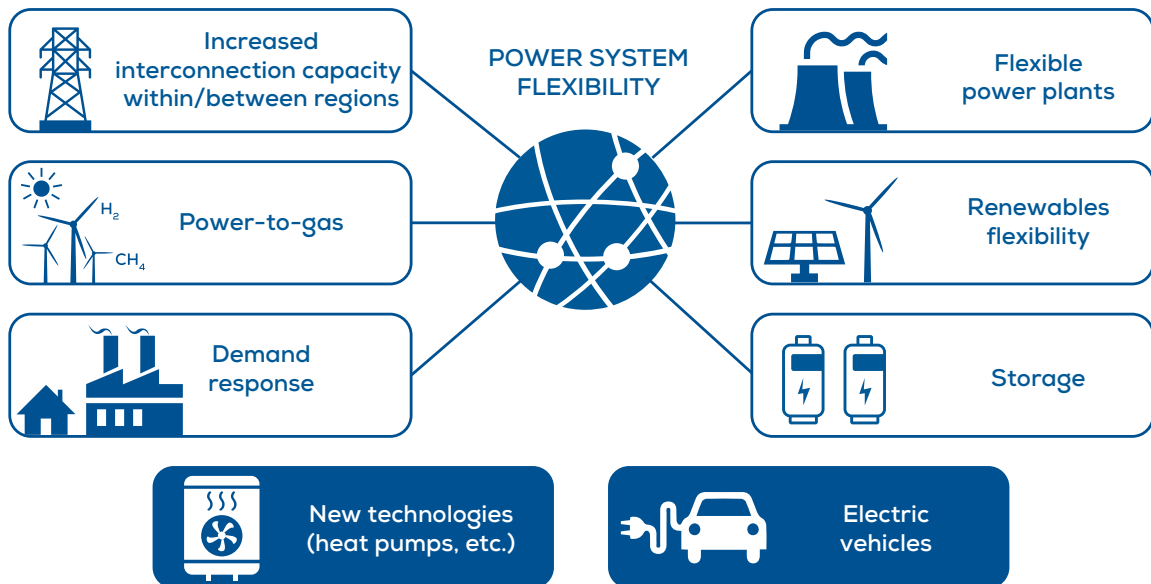 Increased
interconnection capacity
within/between regions
POWER SYSTEM
FLEXIBILITY
Flexible
power plants
H₂
CH₄
Power-to-gas
Renewables
flexibility
Demand
response
Storage
New technologies
(heat pumps, etc.)
Electric
vehicles